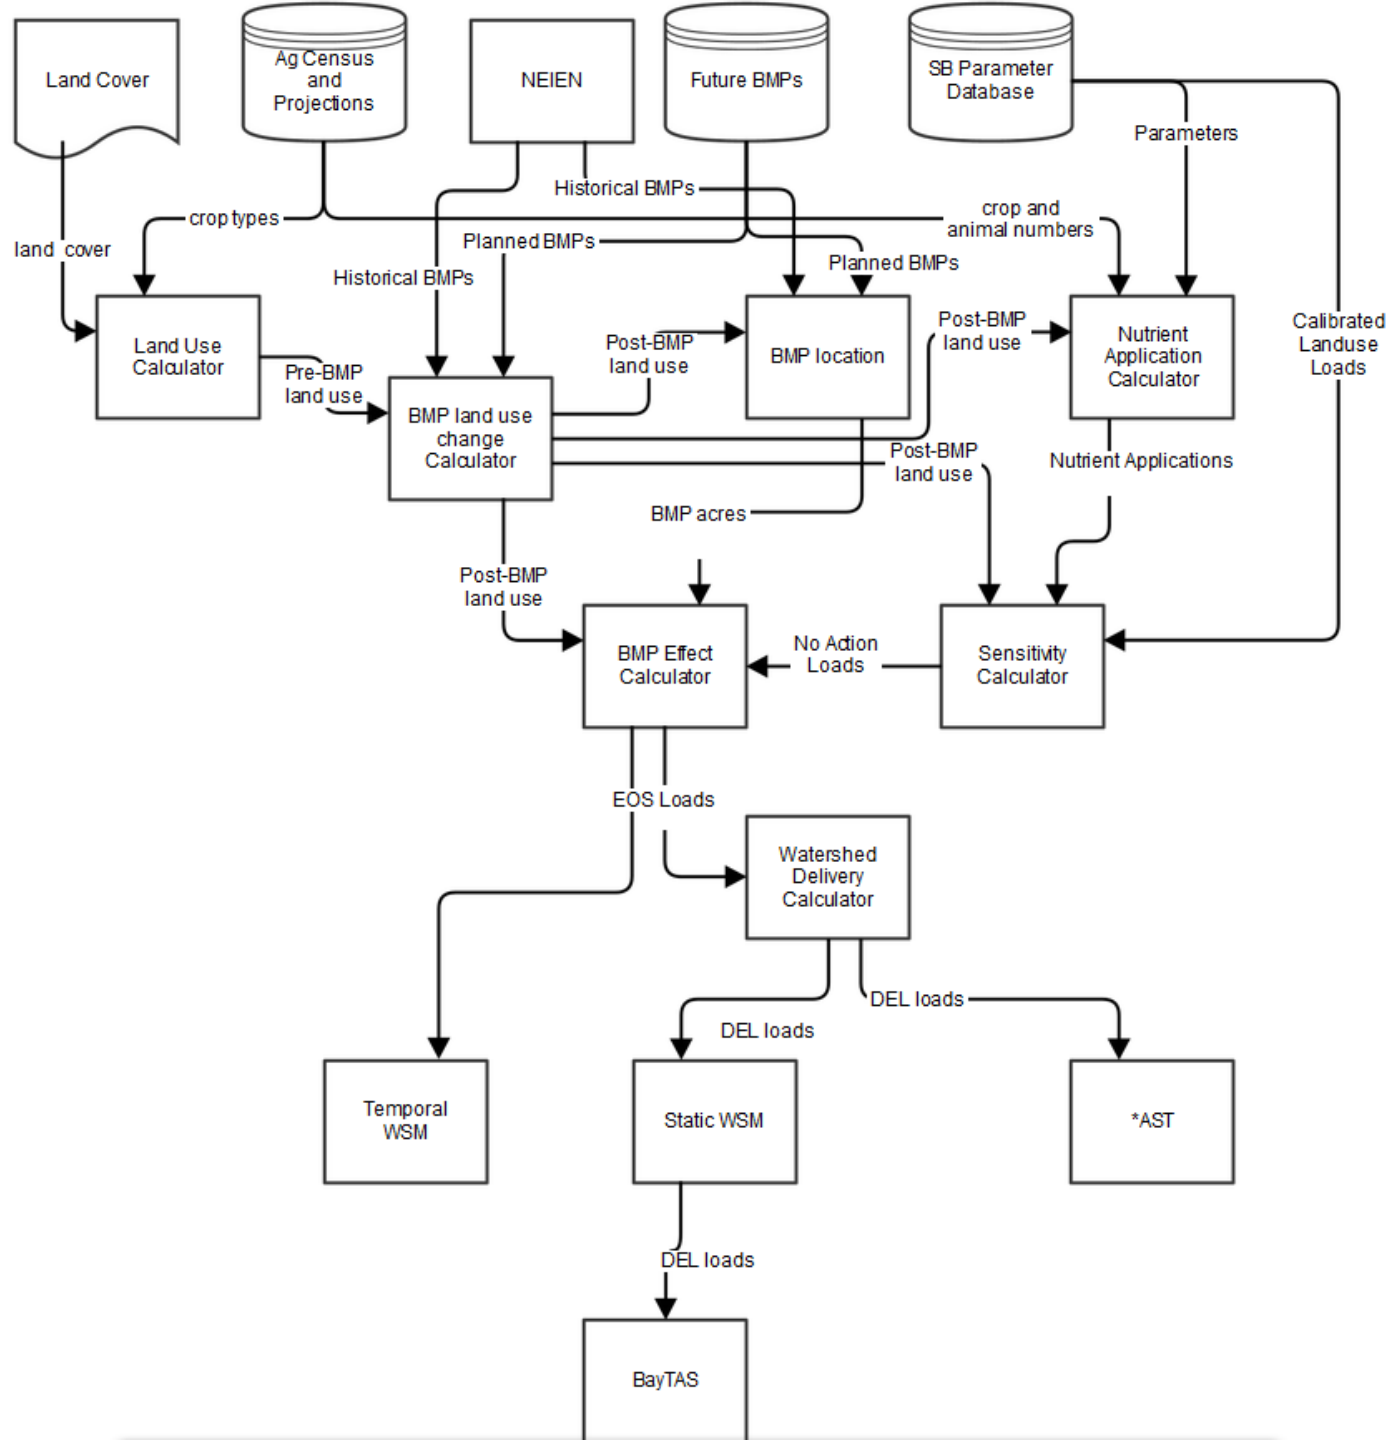 Land Cover
Ag Census
and
Projections
NEIEN
Future BMPs
SB Parameter
Database
Parameters
Historical BMPs
crop types
crop and
animal numbers
land cover
Planned BMPs
Planned BMPs
Historical BMPs
Calibrated
Landuse
Loads
Land Use
Calculator
Pre-BMP
land use
Post-BMP
land use
BMP location
Post-BMP
land use
Nutrient
Application
Calculator
BMP land use
change
Calculator
Post-BMP
land use
Nutrient Applications
BMP acres
Post-BMP
land use
BMP Effect
Calculator
No Action
Loads
Sensitivity
Calculator
EOS Loads
Watershed
Delivery
Calculator
DEL loads
DEL loads
Temporal
WSM
Static WSM
*AST
DEL loads
BayTAS